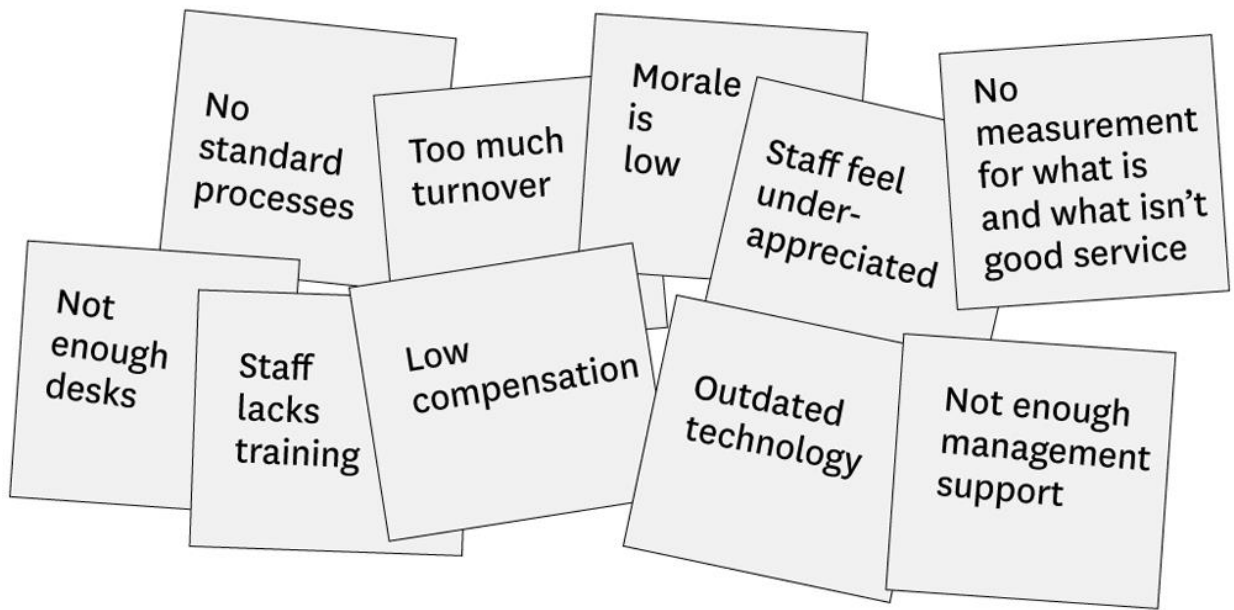 No
standard
processes
Too much
turnover
Morale
is
low
Staff feel
under-
appreciated
No
measurement
for what is
and what isn’t
good service
Not
enough
desks
Staff
lacks
training
Low
compensation
Outdated
technology
Not enough
management
support